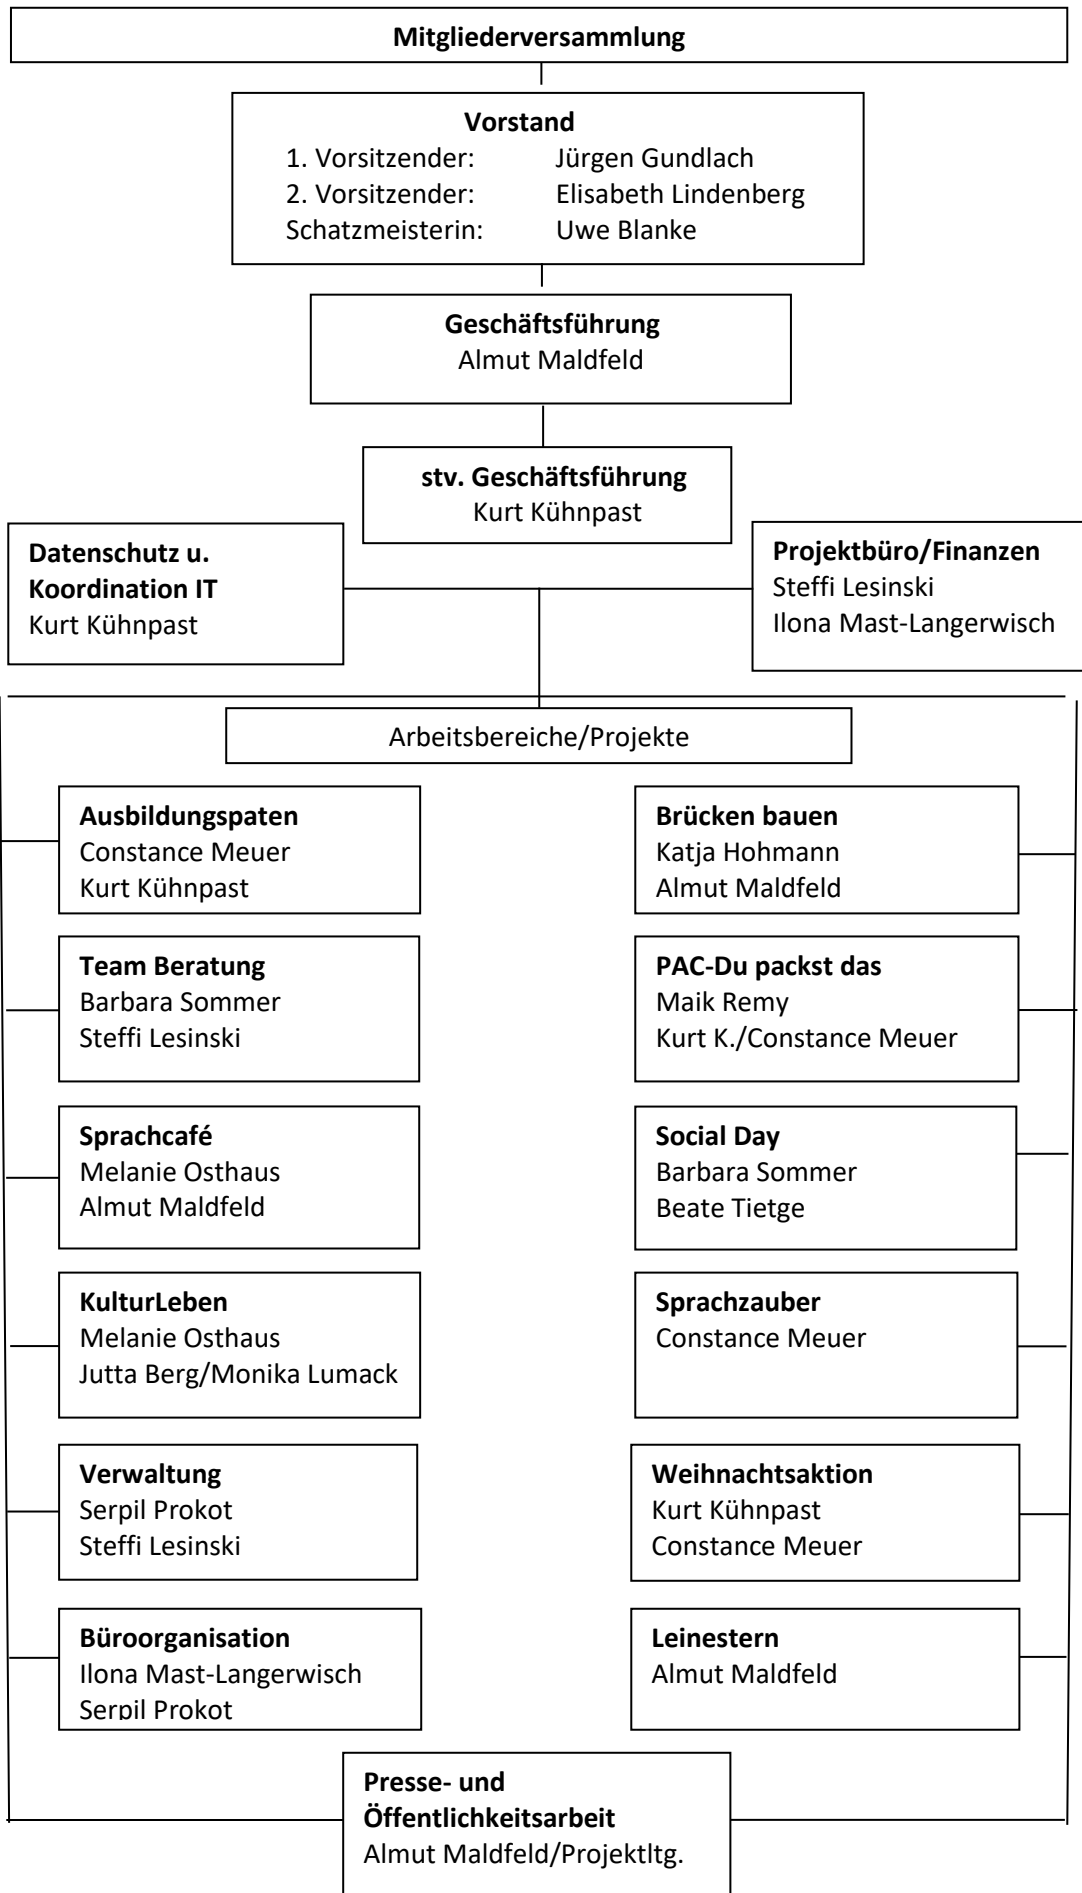 Mitgliederversammlung
Vorstand
1. Vorsitzender: Jürgen Gundlach
2. Vorsitzender: Elisabeth Lindenberg
Schatzmeisterin: Uwe Blanke
Geschäftsführung
Almut Maldfeld
stv. Geschäftsführung
Kurt Kühnpast
Datenschutz u.
Koordination IT
Kurt Kühnpast
Projektbüro/Finanzen
Steffi Lesinski
Ilona Mast-Langerwisch
Arbeitsbereiche/Projekte
Ausbildungspaten
Constance Meuer
Kurt Kühnpast
Brücken bauen
Katja Hohmann
Almut Maldfeld
Team Beratung
Barbara Sommer
Steffi Lesinski
PAC-Du packst das
Maik Remy
Kurt K./Constance Meuer
Sprachcafé
Melanie Osthaus
Almut Maldfeld
Social Day
Barbara Sommer
Beate Tietge
KulturLeben
Melanie Osthaus
Jutta Berg/Monika Lumack
Sprachzauber
Constance Meuer
Verwaltung
Serpil Prokot
Steffi Lesinski
Weihnachtsaktion
Kurt Kühnpast
Constance Meuer
Büroorganisation
Ilona Mast-Langerwisch
Serpil Prokot
Leinestern
Almut Maldfeld
Presse- und
Öffentlichkeitsarbeit
Almut Maldfeld/Projektltg.